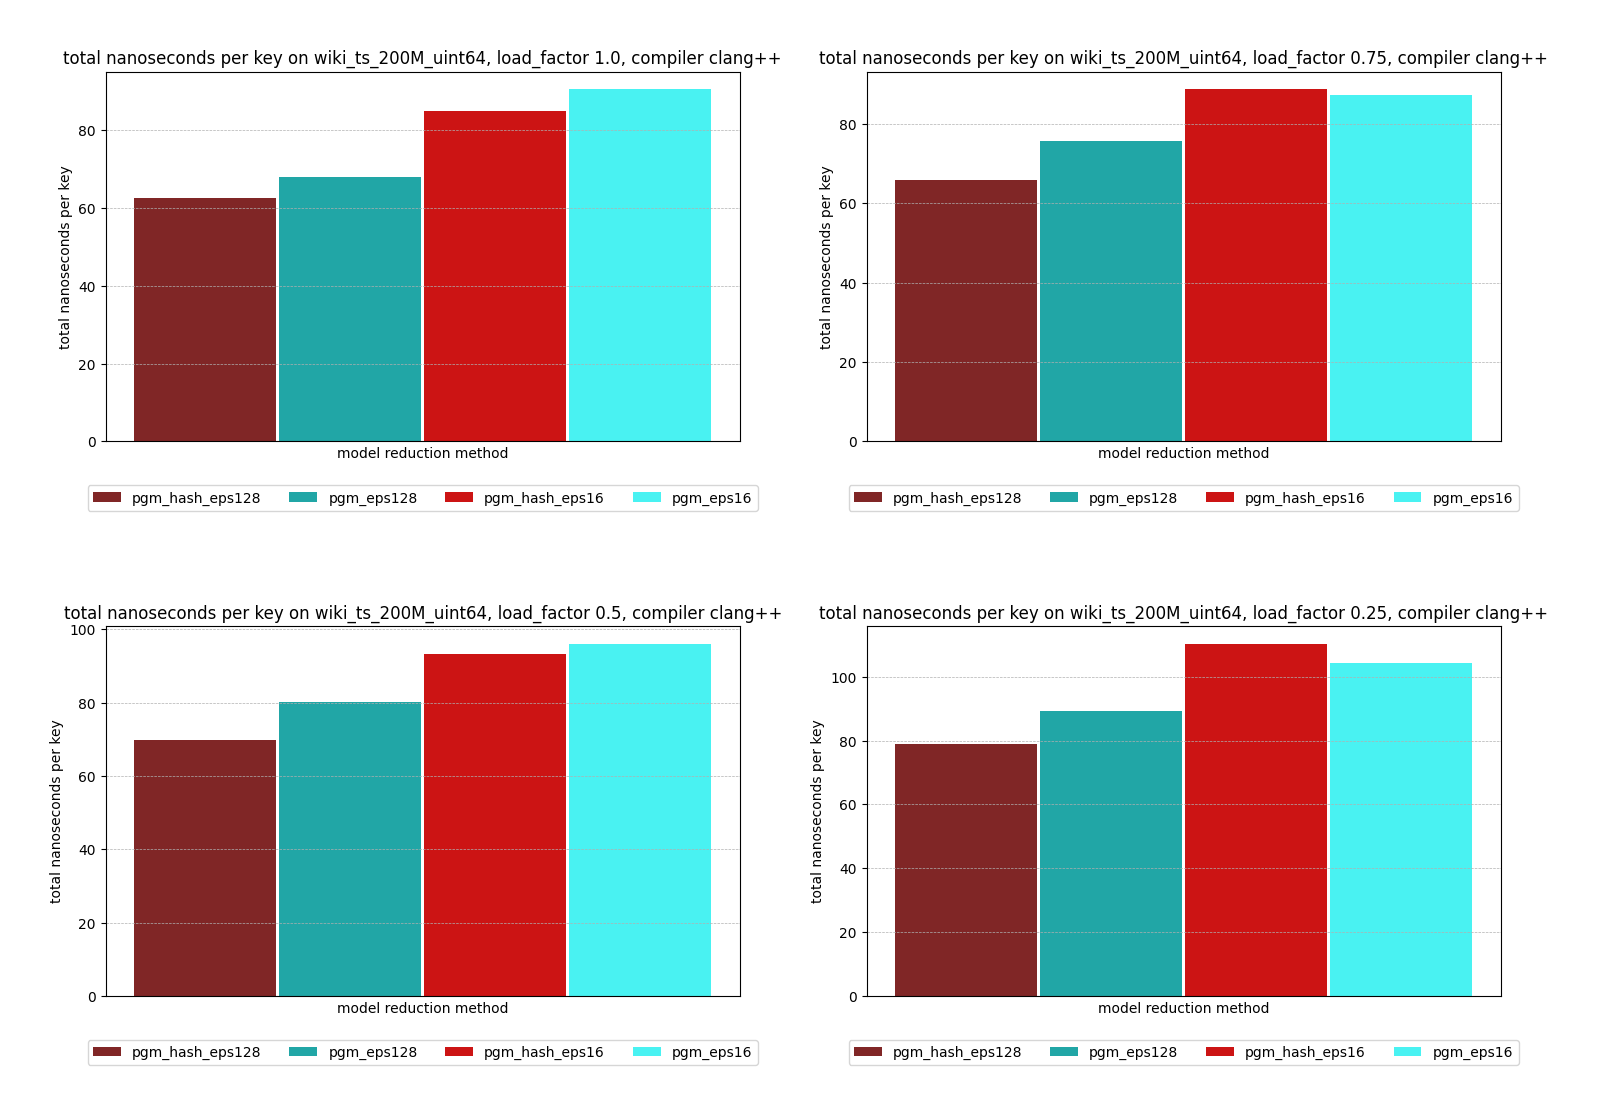 total nanoseconds per key on wiki_ts_200M_uint64, load_factor 1.0, compiler clang++
80
60
40
20
0
total nanoseconds per key
model reduction method
pgm_hash_eps128 pgm_eps128 pgm_hash_eps16 pgm_eps16
total nanoseconds per key on wiki_ts_200M_uint64, load_factor 0.75, compiler clang++
80
60
40
20
0
total nanoseconds per key
model reduction method
pgm_hash_eps128 pgm_eps128 pgm_hash_eps16 pgm_eps16
total nanoseconds per key on wiki_ts_200M_uint64, load_factor 0.5, compiler clang++
100
80
60
40
20
0
total nanoseconds per key
model reduction method
pgm_hash_eps128 pgm_eps128 pgm_hash_eps16 pgm_eps16
total nanoseconds per key on wiki_ts_200M_uint64, load_factor 0.25, compiler clang++
100
80
60
40
20
0
total nanoseconds per key
model reduction method
pgm_hash_eps128 pgm_eps128 pgm_hash_eps16 pgm_eps16